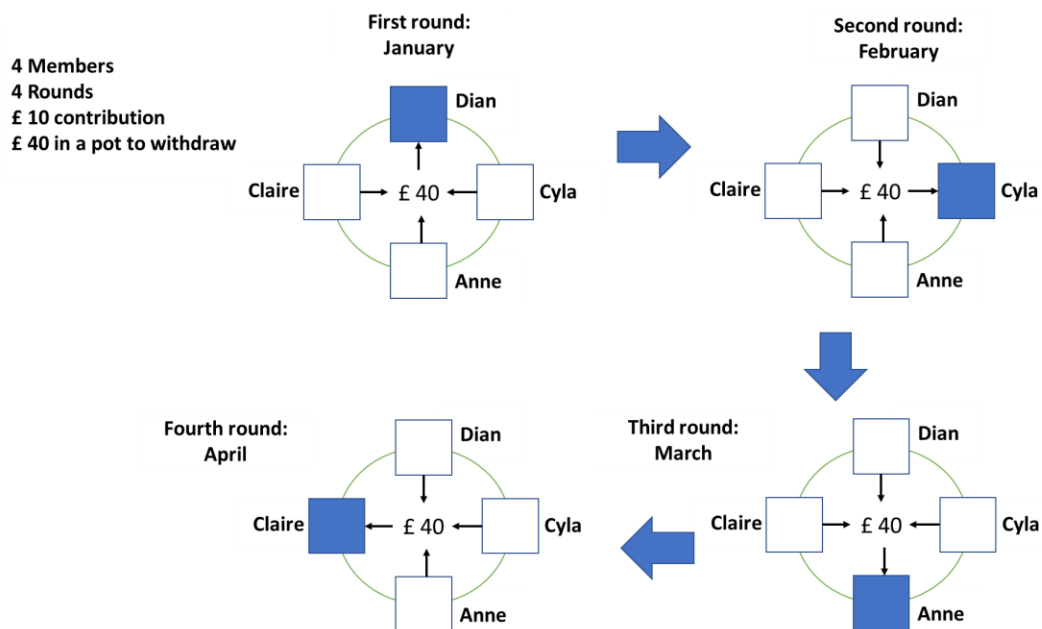 4 Members
4 Rounds
£ 10 contribution
£ 40 in a pot to withdraw
First round:
January
Dian
Claire
£ 40
Cyla
Anne
Second round:
February
Dian
Claire
£ 40
Cyla
Anne
Fourth round:
April
Dian
Claire
£ 40
Cyla
Anne
Third round:
March
Dian
Claire
£ 40
Cyla
Anne